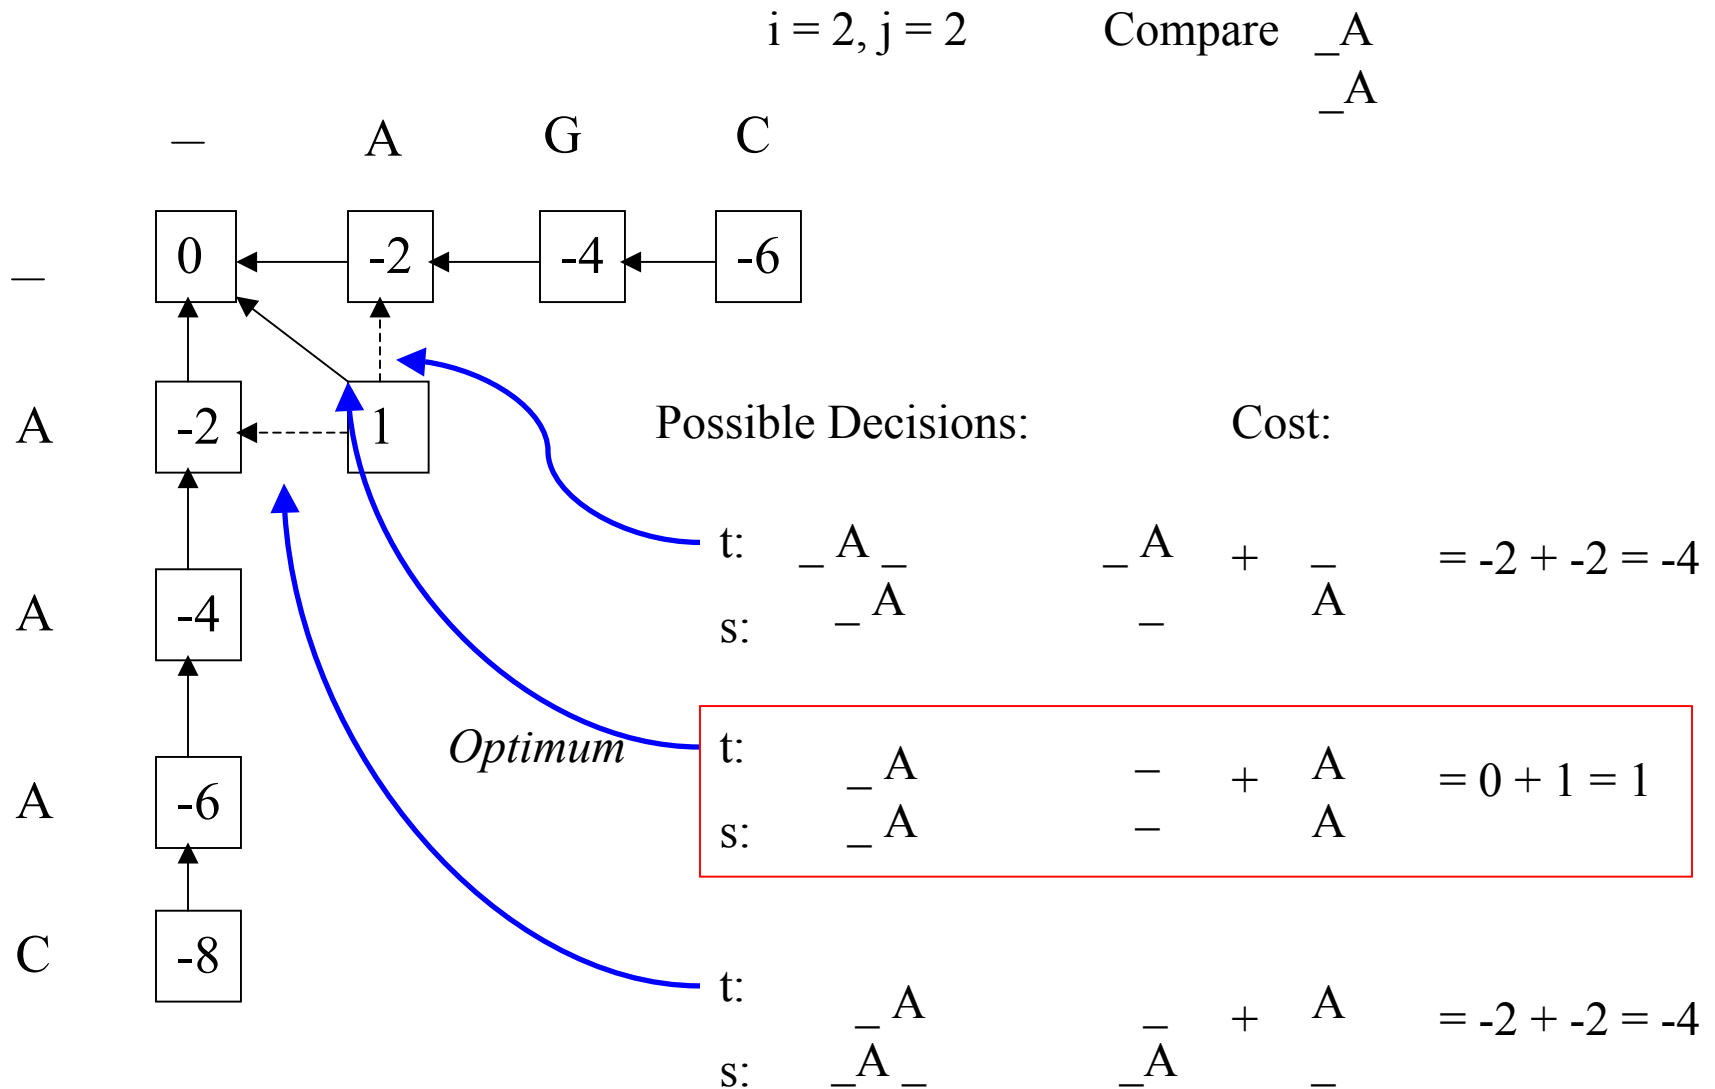 i = 2, j = 2 Compare _A
_A
_ A G C
_ 0 -2 -4 -6
A -2 1 Possible Decisions: Cost:
t: _ A _ _ A + _ = -2 + -2 = -4
A s: _ A _ A
-4
Optimum t: _ A _ + A = 0 + 1 = 1
A -6 s: _ A _ A
C -8
t: _ A _ + A = -2 + -2 = -4
s: _A _ _A _